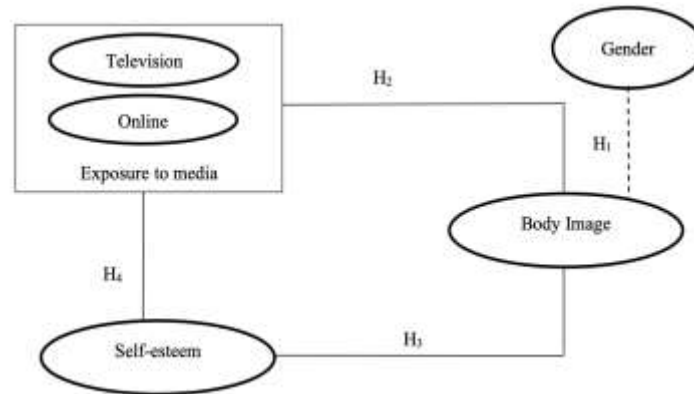 Television
Gender
H₂
Online
H₁
Exposure to media
Body Image
H₄
Self-esteem
H₃